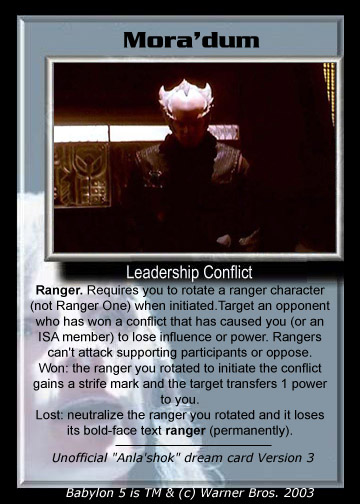 Mora'dum
Leadership Conflict
Ranger. Requires you to rotate a ranger character
(not Ranger One) when initiated.Target an opponent
who has won a conflict that has caused you (or an
ISA member) to lose influence or power. Rangers
can't attack supporting participants or oppose.
Won: the ranger you rotated to initiate the conflict
gains a strife mark and the target transfers 1 power
to you.
Lost: neutralize the ranger you rotated and it loses
its bold-face text ranger (permanently).
Unofficial "Anla'shok" dream card Version 3
Babylon 5 is TM & (c) Warner Bros. 2003